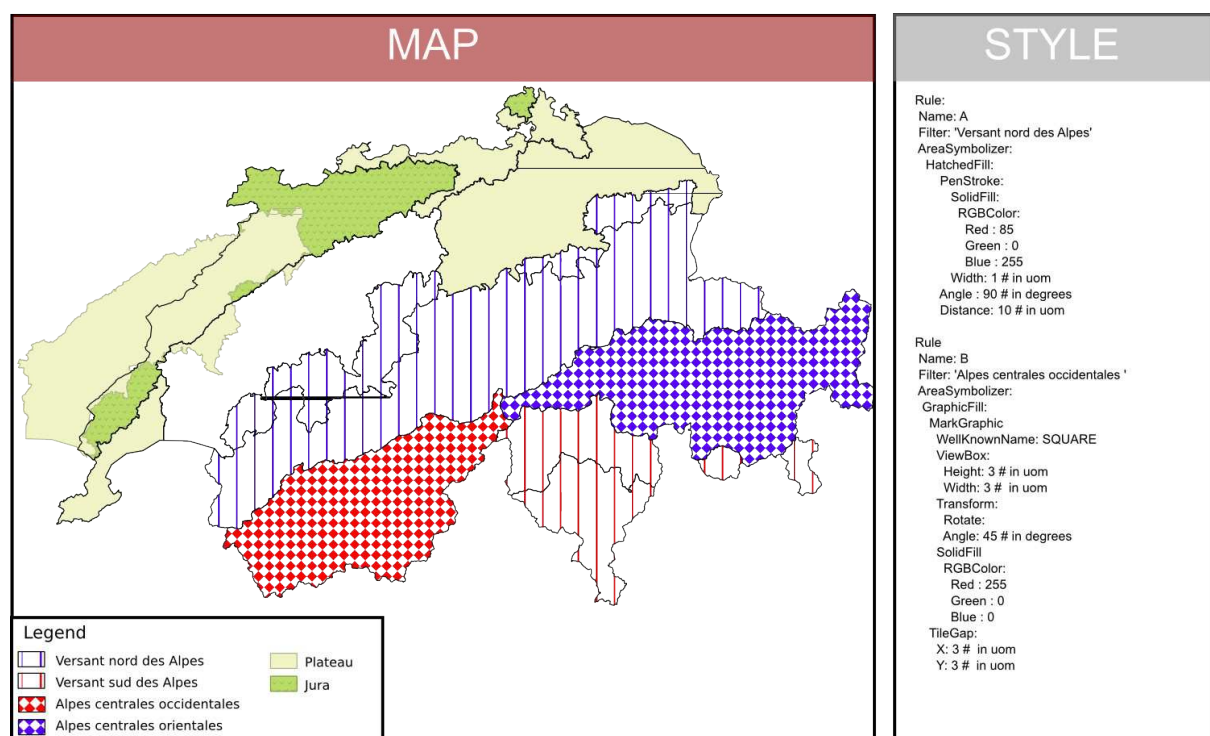 MAP
Legend
Versant nord des Alpes
Versant sud des Alpes
Alpes centrales occidentales
Alpes centrales orientales
Plateau
Jura
STYLE
Rule:
Name: A
Filter: 'Versant nord des Alpes'
AreaSymbolizer:
HatchedFill:
PenStroke:
SolidFill:
RGBColor:
Red : 85
Green : 0
Blue : 255
Width: 1 # in uom
Angle : 90 # in degrees
Distance: 10 # in uom
Rule
Name: B
Filter: 'Alpes centrales occidentales '
AreaSymbolizer:
GraphicFill:
MarkGraphic
WellKnownName: SQUARE
ViewBox:
Height: 3 # in uom
Width: 3 # in uom
Transform:
Rotate:
Angle: 45 # in degrees
SolidFill
RGBColor:
Red : 255
Green : 0
Blue : 0
TileGap:
X: 3 # in uom
Y: 3 # in uom